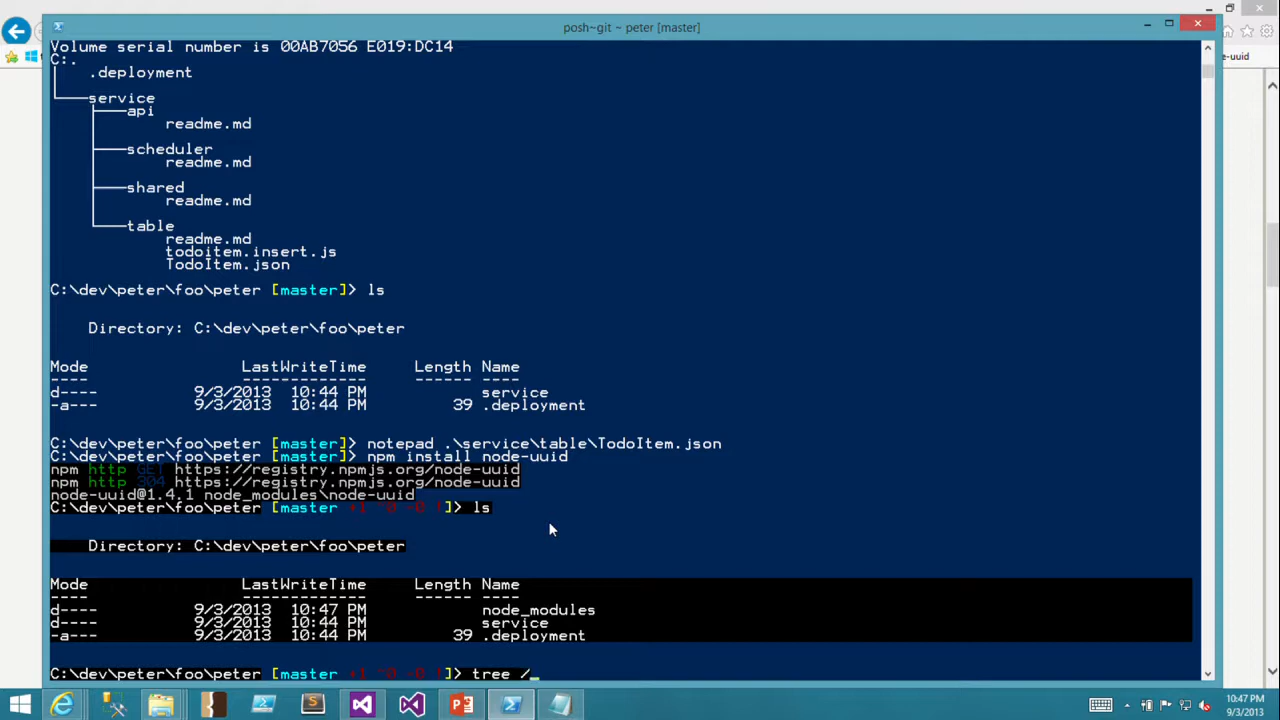 posh~git ~ peter [master]
Volume serial number is 00AB7056 E019:DC14
C:.
.deployment
service
api
readme.md
scheduler
readme.md
shared
readme.md
table
readme.md
todoitem.insert.js
TodoItem.json
C:\dev\peter\foo\peter [master]> ls
Directory: C:\dev\peter\foo\peter
Mode LastWriteTime Length Name
---- ------------- ------ ----
d---- 9/3/2013 10:44 PM service
-a--- 9/3/2013 10:44 PM 39 .deployment
C:\dev\peter\foo\peter [master]> notepad .\service\table\TodoItem.json
C:\dev\peter\foo\peter [master]> npm install node-uuid
npm http GET https://registry.npmjs.org/node-uuid
npm http 304 https://registry.npmjs.org/node-uuid
node-uuid@1.4.1 node_modules\node-uuid
C:\dev\peter\foo\peter [master +1 ~0 -0 !]> ls
Directory: C:\dev\peter\foo\peter
Mode LastWriteTime Length Name
---- ------------- ------ ----
d---- 9/3/2013 10:47 PM node_modules
d---- 9/3/2013 10:44 PM service
-a--- 9/3/2013 10:44 PM 39 .deployment
C:\dev\peter\foo\peter [master +1 ~0 -0 !]> tree /_
e-uuid
10:47 PM
9/3/2013